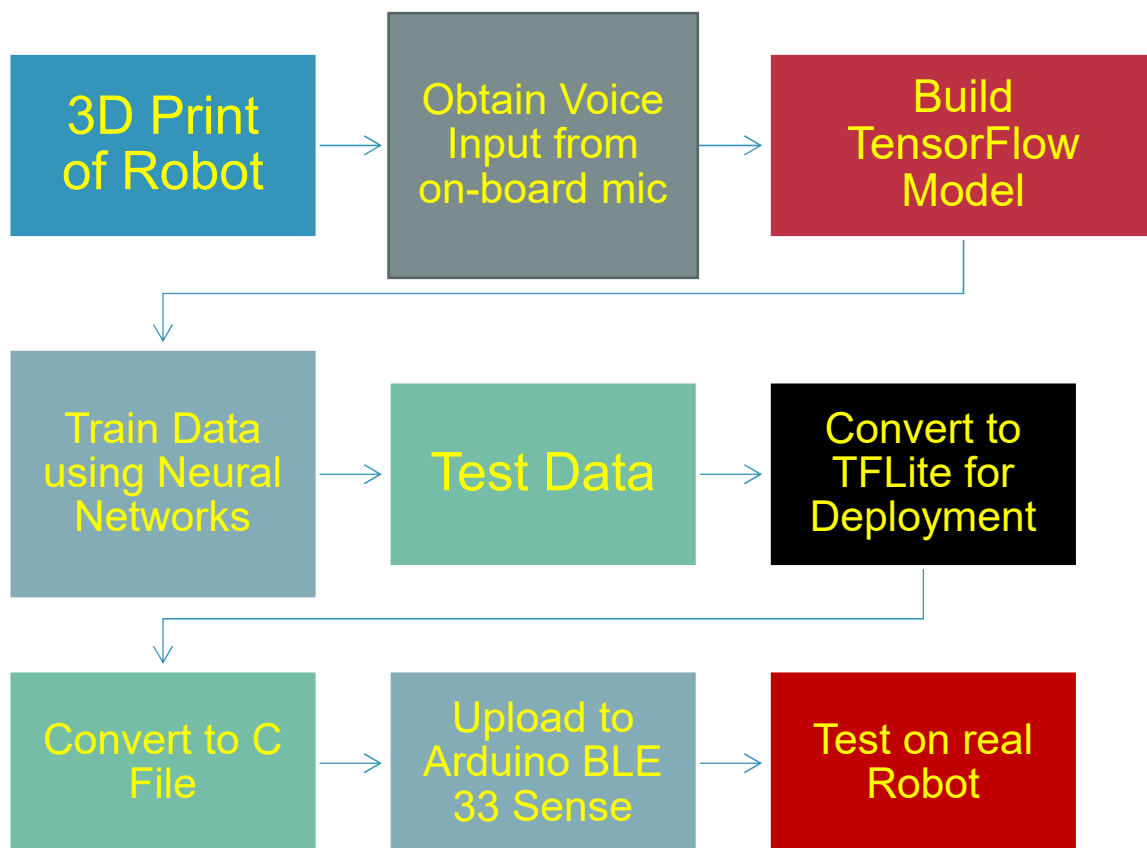 3D Print
of Robot
Obtain Voice
Input from
on-board mic
Build
TensorFlow
Model
Train Data
using Neural
Networks
Test Data
Convert to
TFLite for
Deployment
Convert to C
File
Upload to
Arduino BLE
33 Sense
Test on real
Robot